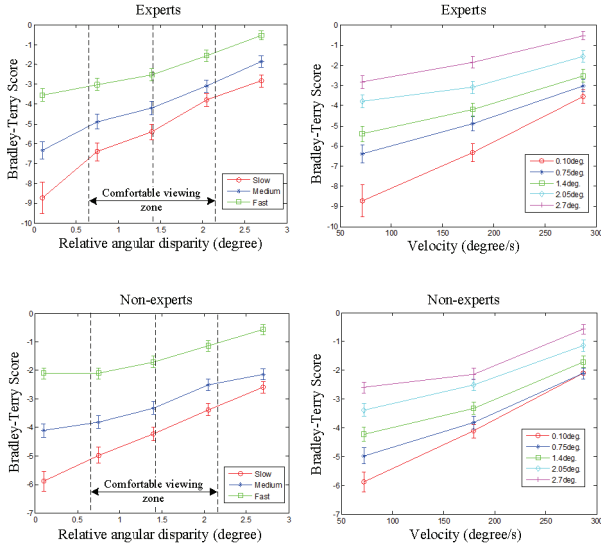 Experts
Bradley-Terry Score
0
-1
-2
-3
-4
-5
-6
-7
-8
-9
-10
Comfortable viewing
zone
Slow
Medium
Fast
0 0.5 1 1.5 2 2.5 3
Relative angular disparity (degree)
Experts
Bradley-Terry Score
0
-1
-2
-3
-4
-5
-6
-7
-8
-9
-10
0.10deg.
0.75deg.
1.4deg.
2.05deg.
2.7deg.
50 100 150 200 250 300
Velocity (degree/s)
Non-experts
Bradley-Terry Score
0
-1
-2
-3
-4
-5
-6
-7
Comfortable viewing
zone
Slow
Medium
Fast
0 0.5 1 1.5 2 2.5 3
Relative angular disparity (degree)
Non-experts
Bradley-Terry Score
0
-1
-2
-3
-4
-5
-6
-7
0.10deg.
0.75deg.
1.4deg.
2.05deg.
2.7deg.
50 100 150 200 250 300
Velocity (degree/s)